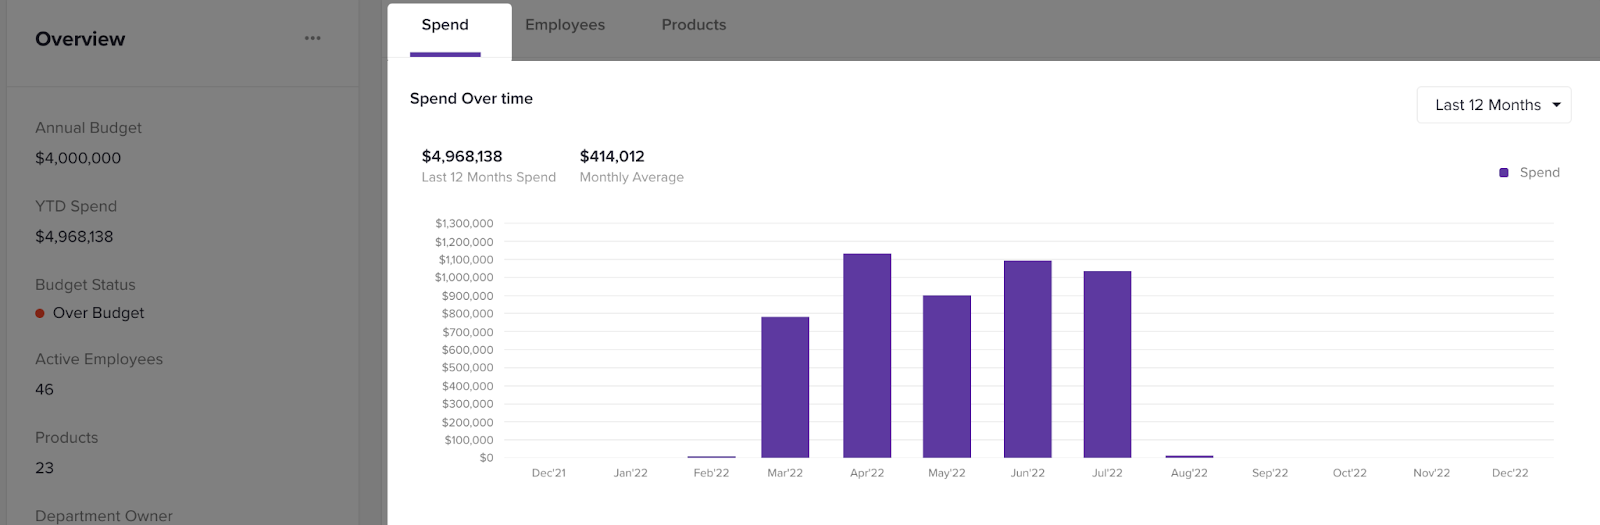 Overview
Annual Budget
$4,000,000
YTD Spend
$4,968,138
Budget Status
Over Budget
Active Employees
46
Products
23
Department Owner
Spend Employees Products
Spend Over time
Last 12 Months
$4,968,138 $414,012
Last 12 Months Spend Monthly Average
Spend
$1,300,000
$1,200,000
$1,100,000
$1,000,000
$900,000
$800,000
$700,000
$600,000
$500,000
$400,000
$300,000
$200,000
$100,000
$0
Dec'21 Jan'22 Feb'22 Mar'22 Apr'22 May'22 Jun'22 Jul'22 Aug'22 Sep'22 Oct'22 Nov'22 Dec'22